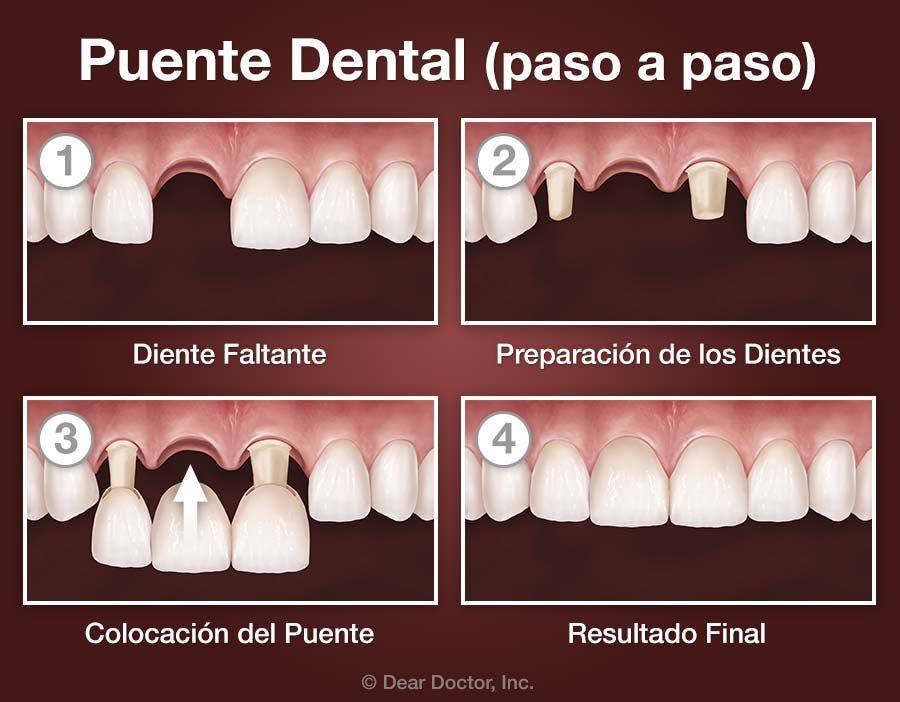 Puente Dental (paso a paso)
1
2
Diente Faltante
Preparación de los Dientes
3
4
Colocación del Puente
Resultado Final
© Dear Doctor, Inc.